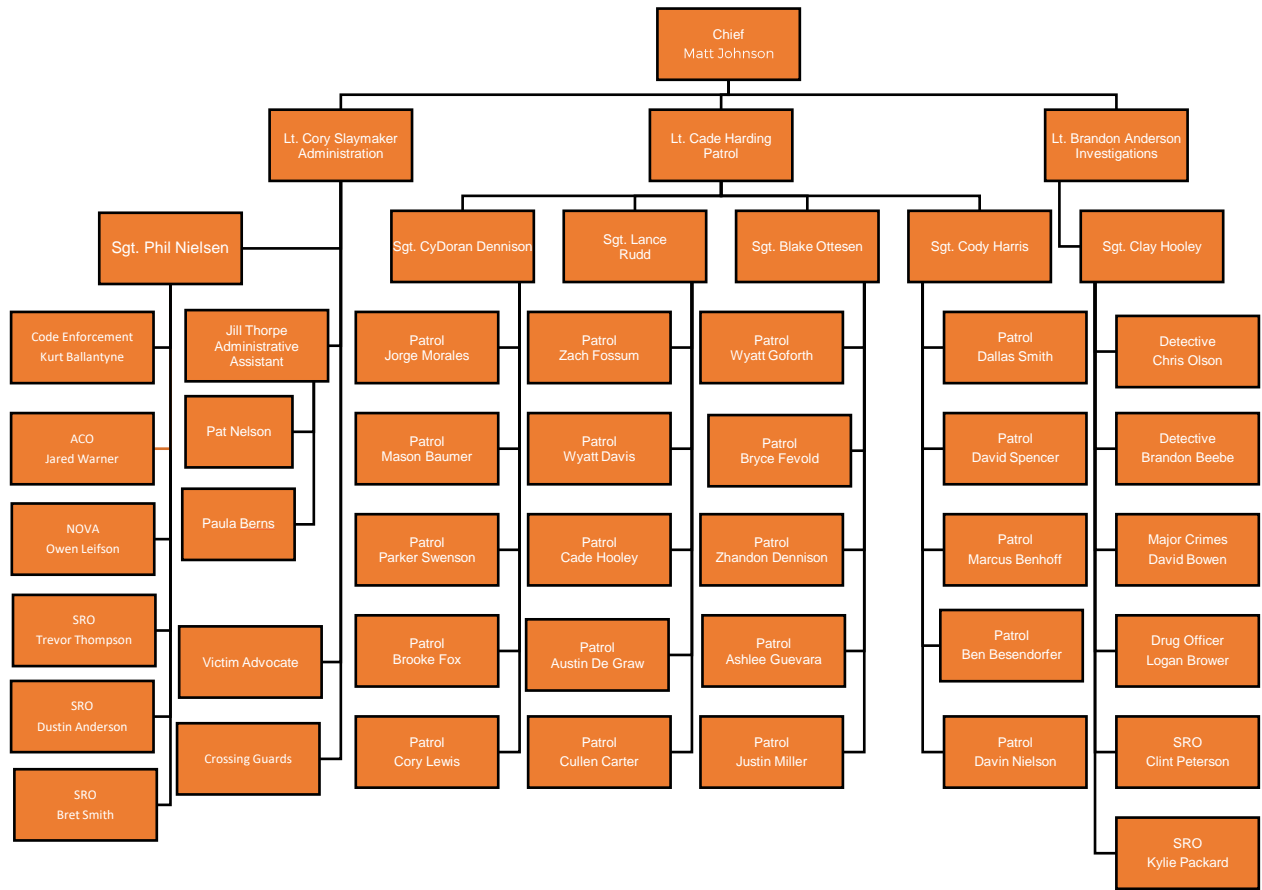 Chief
Matt Johnson
Lt. Cory Slaymaker
Administration
Lt. Cade Harding
Patrol
Lt. Brandon Anderson
Investigations
Sgt. Phil Nielsen
Sgt. CyDoran Dennison
Sgt. Lance
Rudd
Sgt. Blake Ottesen
Sgt. Cody Harris
Sgt. Clay Hooley
Code Enforcement
Kurt Ballantyne
ACO
Jared Warner
NOVA
Owen Leifson
SRO
Trevor Thompson
SRO
Dustin Anderson
SRO
Bret Smith
Jill Thorpe
Administrative
Assistant
Pat Nelson
Paula Berns
Victim Advocate
Crossing Guards
Patrol
Jorge Morales
Patrol
Mason Baumer
Patrol
Parker Swenson
Patrol
Brooke Fox
Patrol
Cory Lewis
Patrol
Zach Fossum
Patrol
Wyatt Davis
Patrol
Cade Hooley
Patrol
Austin De Graw
Patrol
Cullen Carter
Patrol
Wyatt Goforth
Patrol
Bryce Fevold
Patrol
Zhandon Dennison
Patrol
Ashlee Guevara
Patrol
Justin Miller
Patrol
Dallas Smith
Patrol
David Spencer
Patrol
Marcus Benhoff
Patrol
Ben Besendorfer
Patrol
Davin Nielson
Detective
Chris Olson
Detective
Brandon Beebe
Major Crimes
David Bowen
Drug Officer
Logan Brower
SRO
Clint Peterson
SRO
Kylie Packard